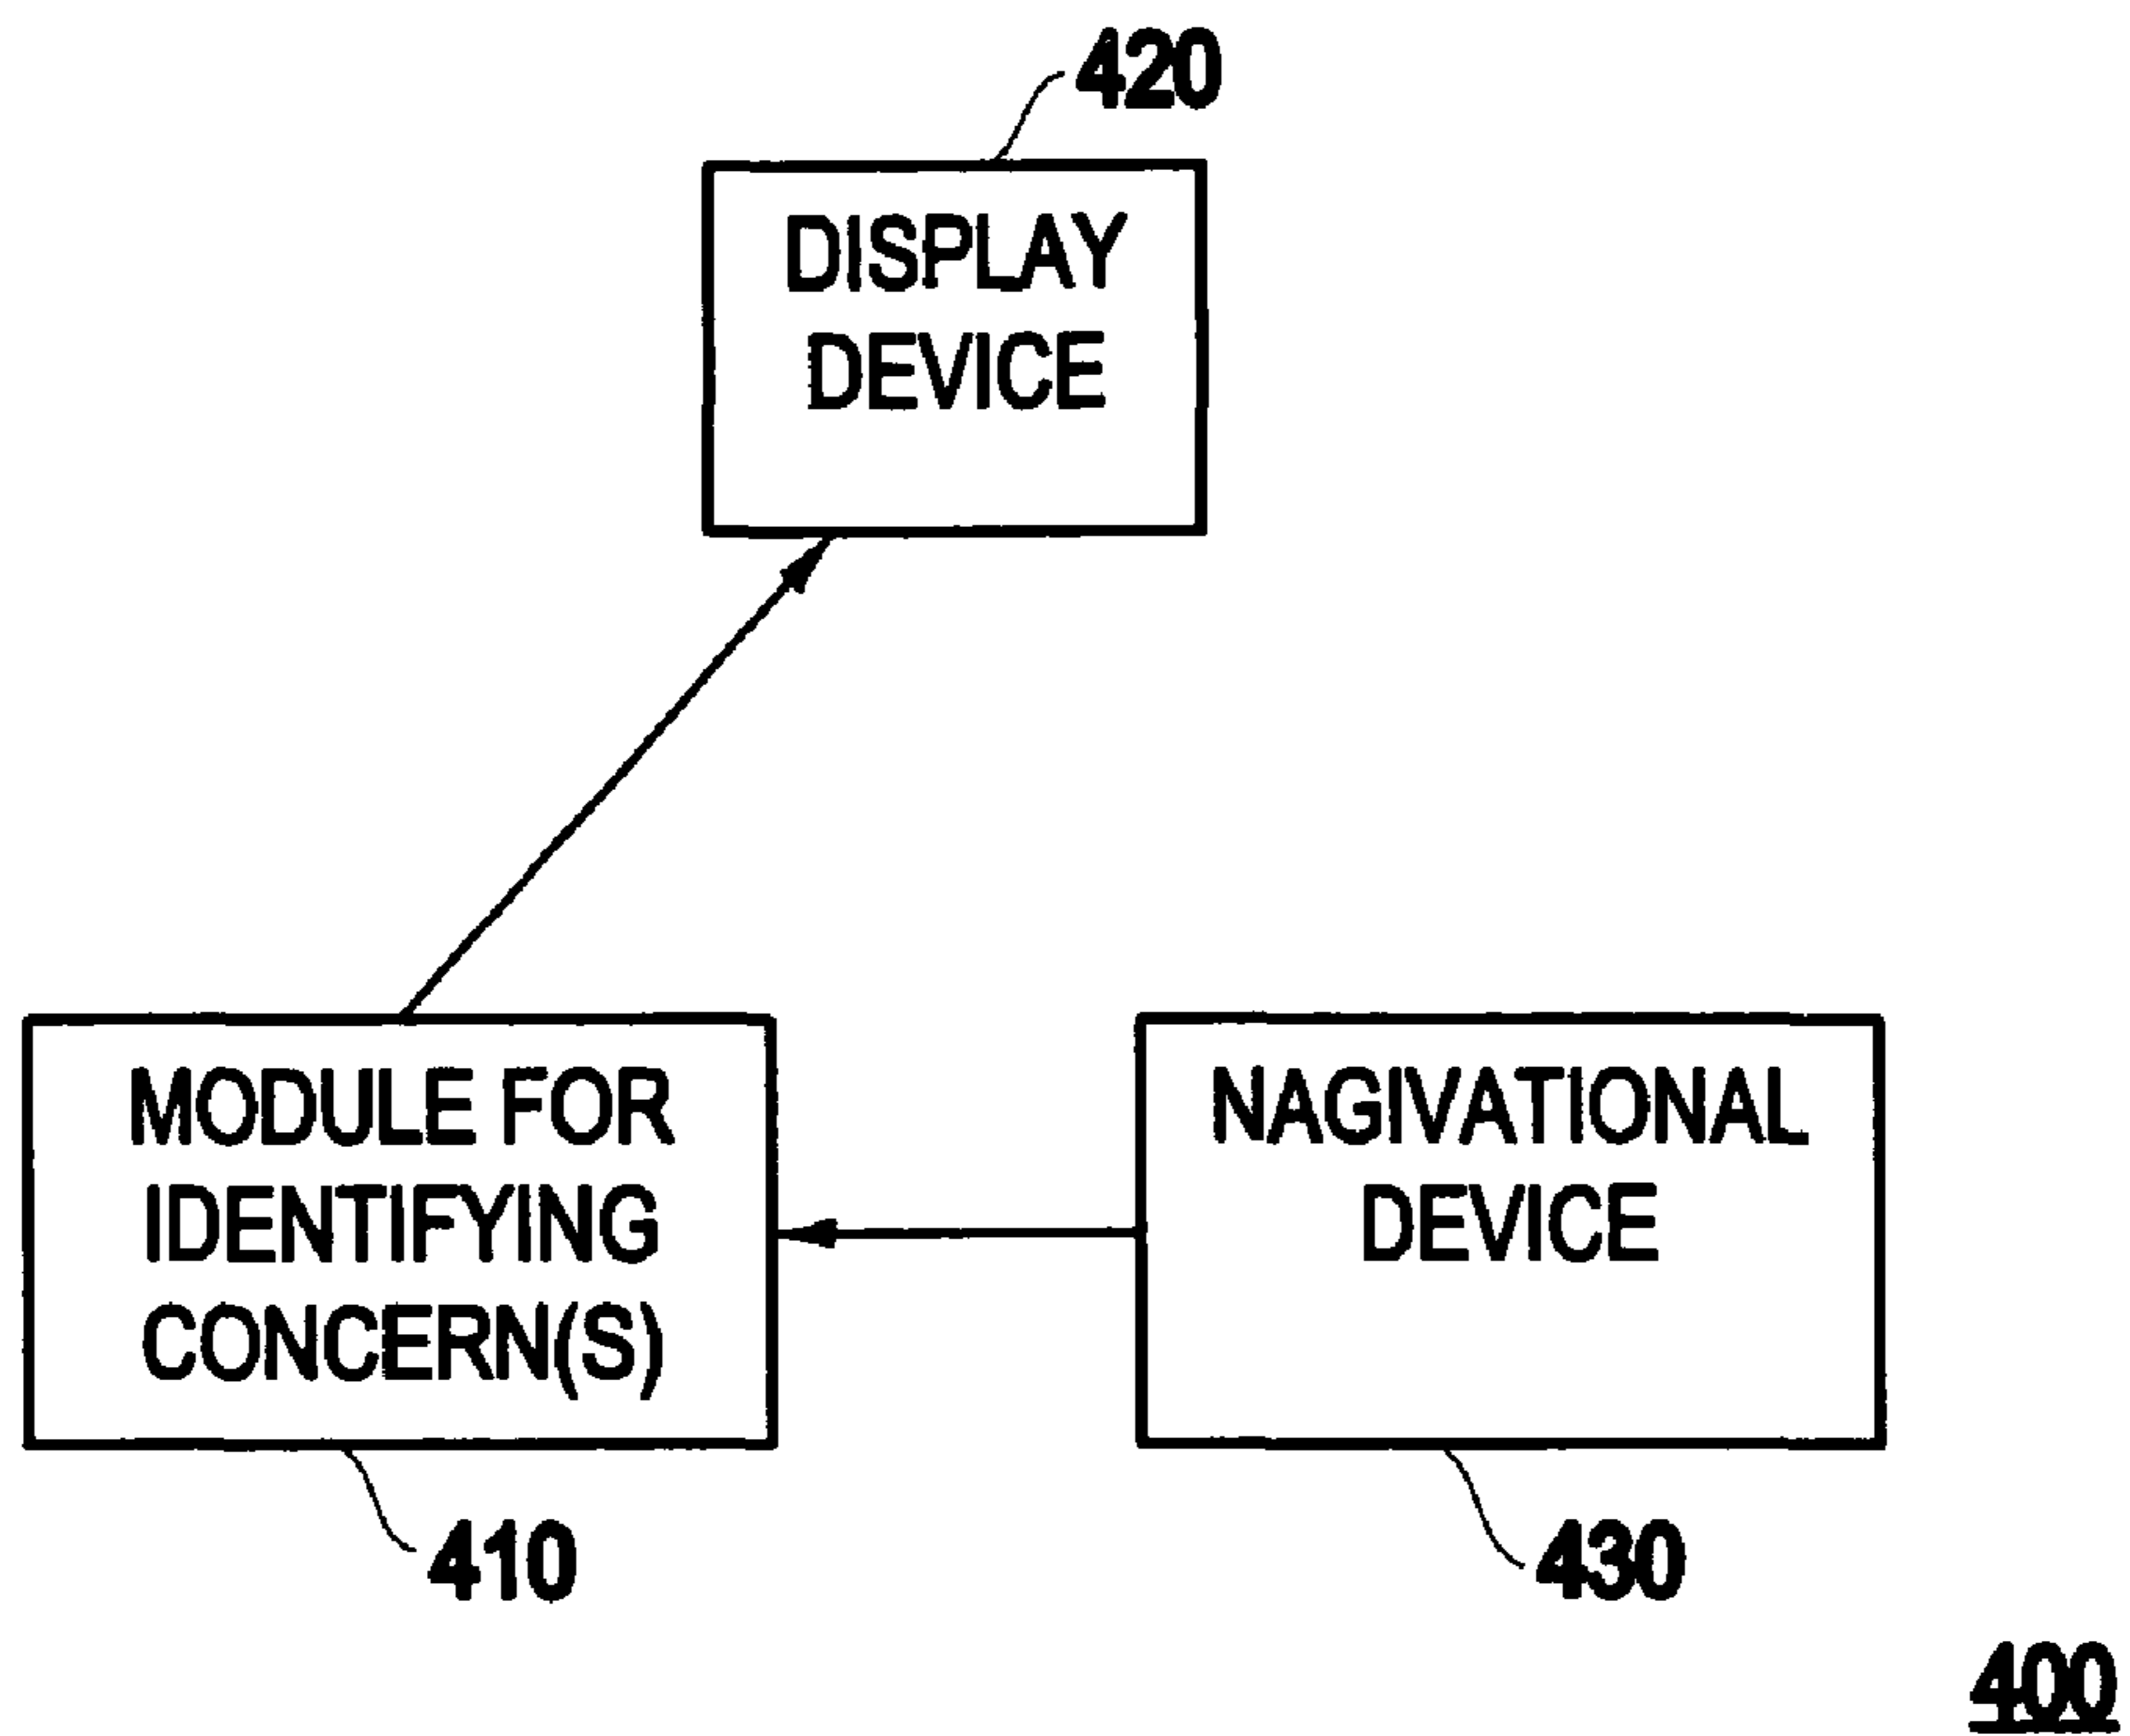 420
DISPLAY
DEVICE
MODULE FOR
IDENTIFYING
CONCERN(S)
NAGIVATIONAL
DEVICE
410
430
400